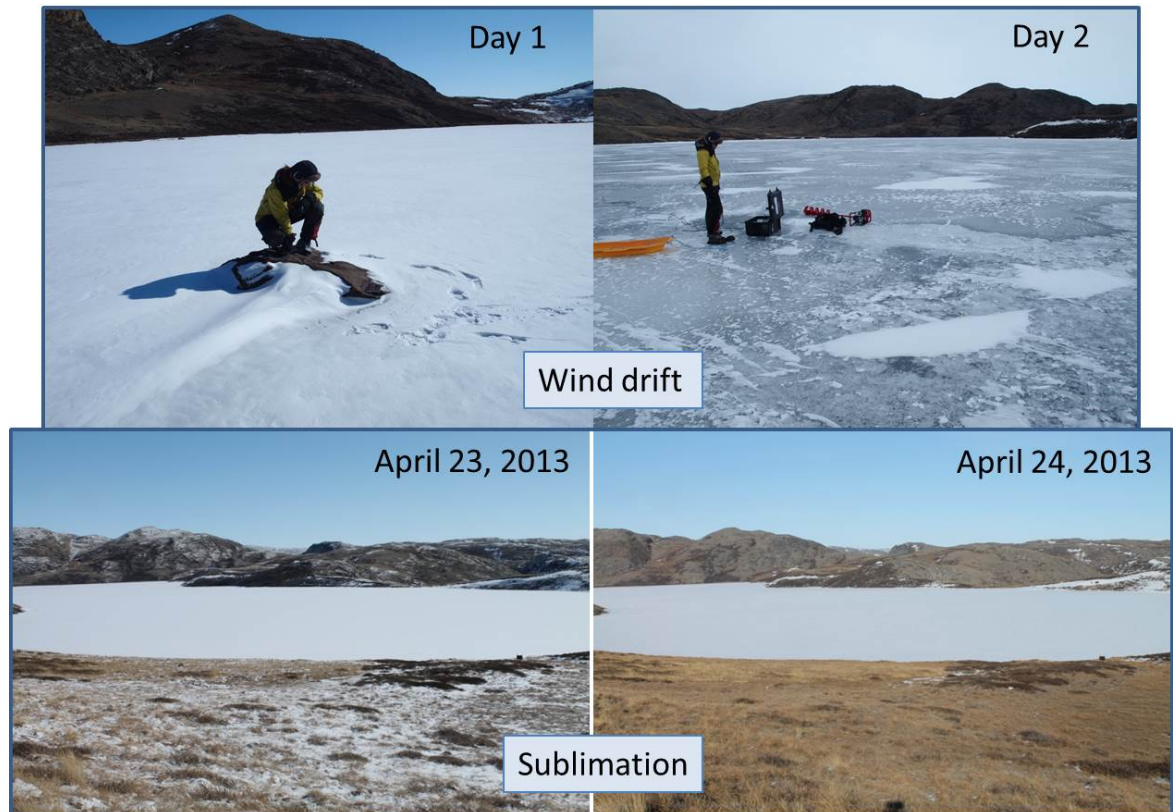 Day 1
Day 2
Wind drift
April 23, 2013
April 24, 2013
Sublimation